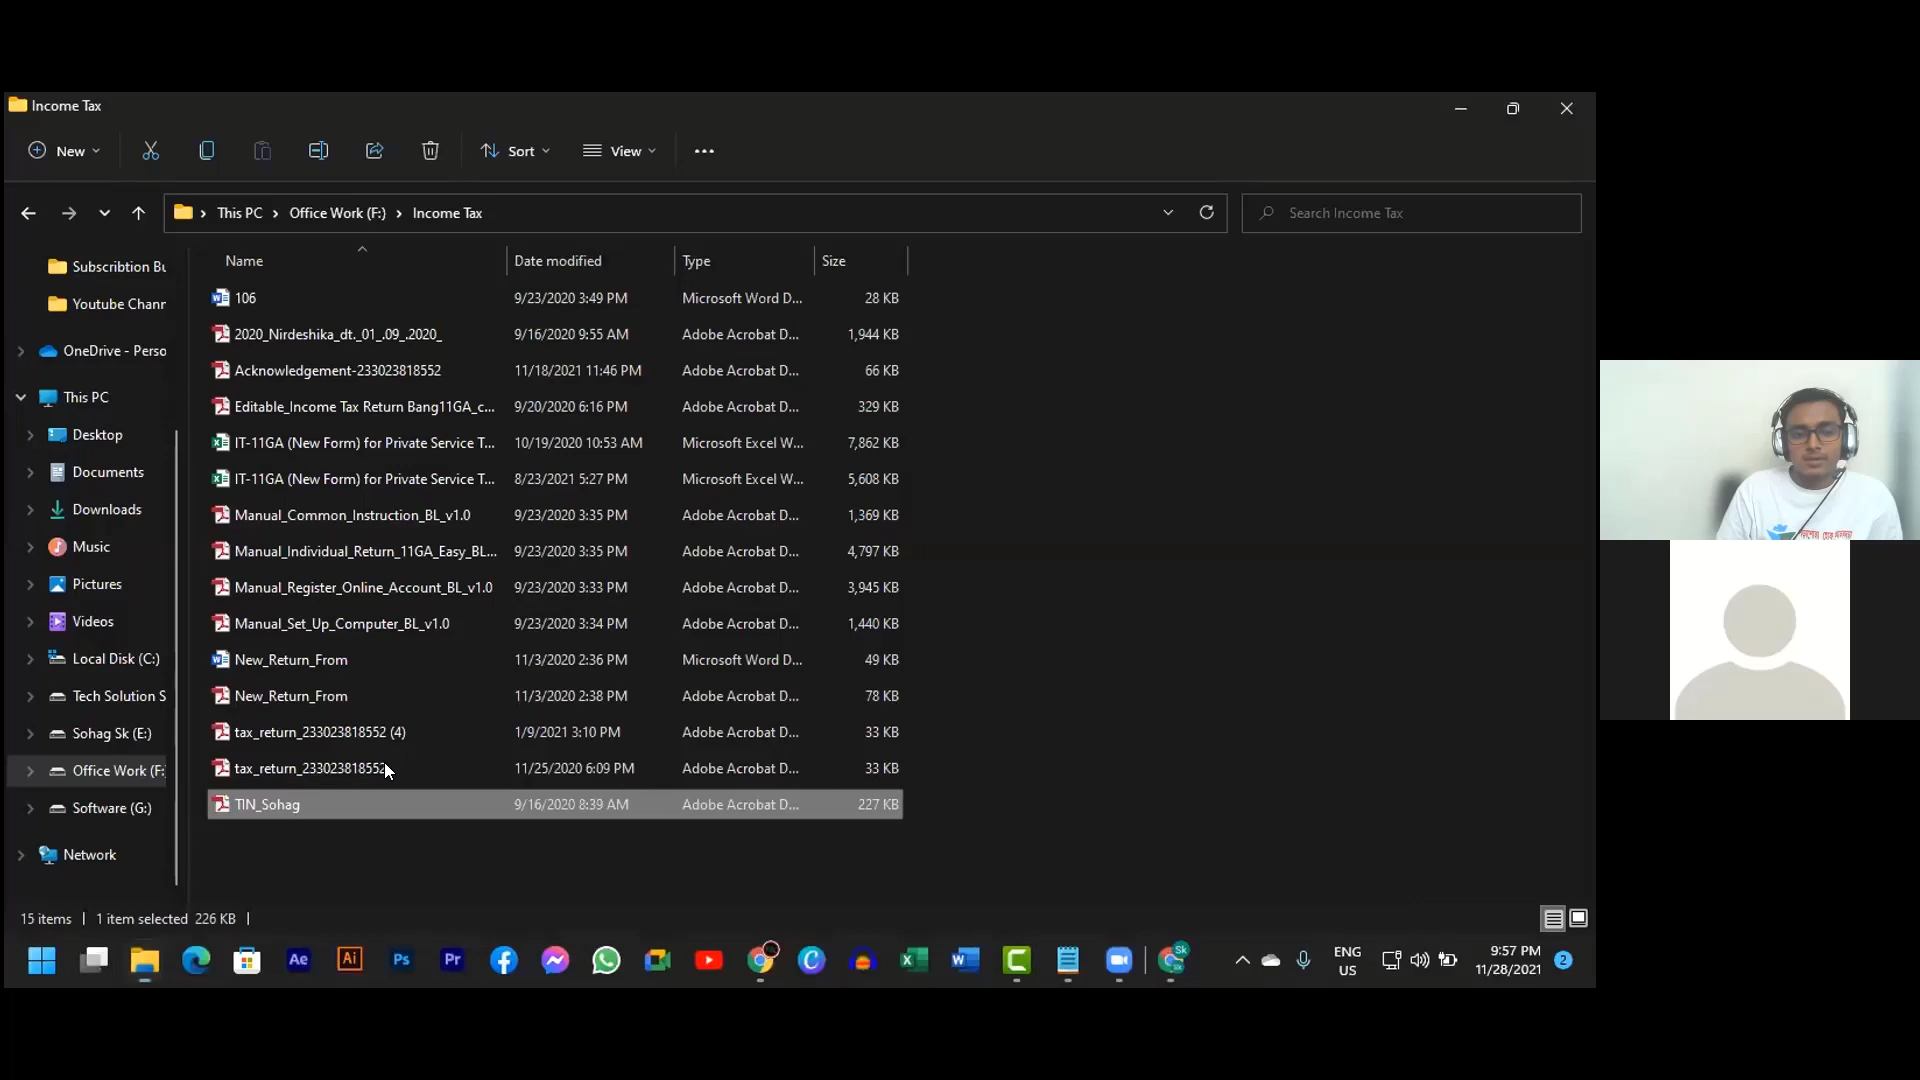 Income Tax
New
Sort
View
This PC
Office Work (F:)
Income Tax
Search Income Tax
Subscribtion Bu
Youtube Chann
OneDrive - Perso
This PC
Desktop
Documents
Downloads
Music
Pictures
Videos
Local Disk (C:)
Tech Solution S
Sohag Sk (E:)
Office Work (F:
Software (G:)
Network
Name Date modified Type Size
106 9/23/2020 3:49 PM Microsoft Word D... 28 KB
2020_Nirdeshika_dt._01_.09_.2020_ 9/16/2020 9:55 AM Adobe Acrobat D... 1,944 KB
Acknowledgement-233023818552 11/18/2021 11:46 PM Adobe Acrobat D... 66 KB
Editable_Income Tax Return Bang11GA_c... 9/20/2020 6:16 PM Adobe Acrobat D... 329 KB
IT-11GA (New Form) for Private Service T... 10/19/2020 10:53 AM Microsoft Excel W... 7,862 KB
IT-11GA (New Form) for Private Service T... 8/23/2021 5:27 PM Microsoft Excel W... 5,608 KB
Manual_Common_Instruction_BL_v1.0 9/23/2020 3:35 PM Adobe Acrobat D... 1,369 KB
Manual_Individual_Return_11GA_Easy_BL... 9/23/2020 3:35 PM Adobe Acrobat D... 4,797 KB
Manual_Register_Online_Account_BL_v1.0 9/23/2020 3:33 PM Adobe Acrobat D... 3,945 KB
Manual_Set_Up_Computer_BL_v1.0 9/23/2020 3:34 PM Adobe Acrobat D... 1,440 KB
New_Return_From 11/3/2020 2:36 PM Microsoft Word D... 49 KB
New_Return_From 11/3/2020 2:38 PM Adobe Acrobat D... 78 KB
tax_return_233023818552 (4) 1/9/2021 3:10 PM Adobe Acrobat D... 33 KB
tax_return_233023818552 11/25/2020 6:09 PM Adobe Acrobat D... 33 KB
TIN_Sohag 9/16/2020 8:39 AM Adobe Acrobat D... 227 KB
15 items 1 item selected 226 KB
Ae Ai Ps Pr
Sk
ENG
US
9:57 PM
11/28/2021
2